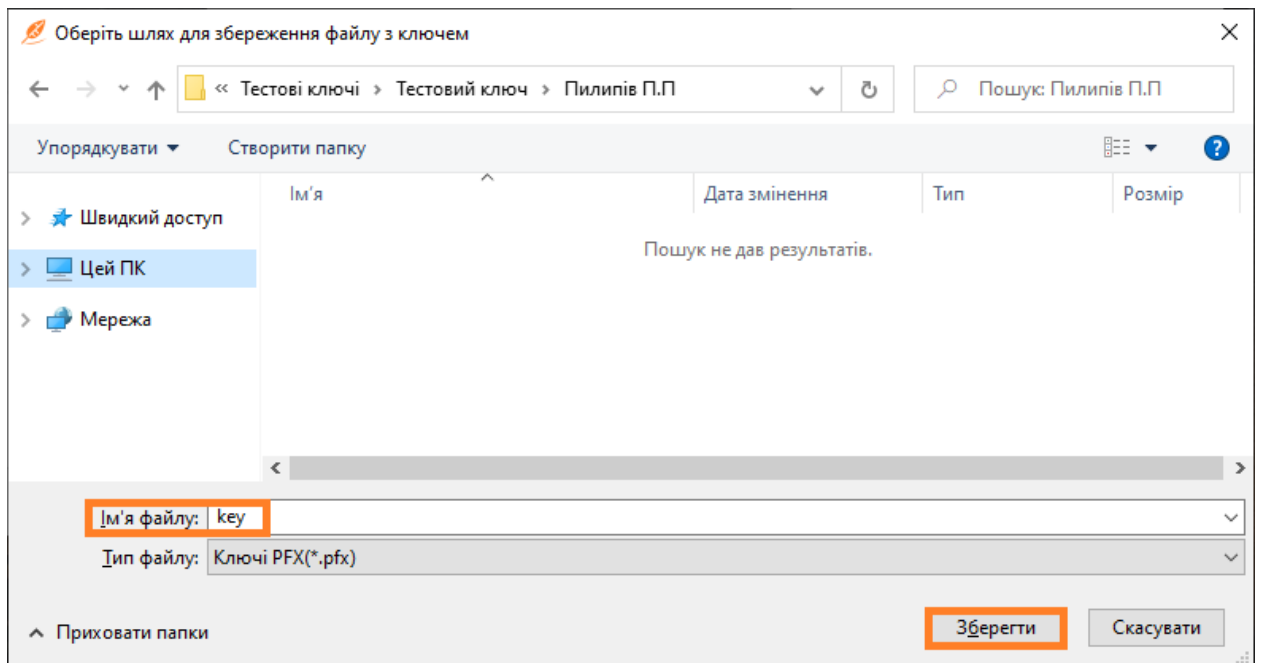 Оберіть шлях для збереження файлу з ключем
« Тестові ключі › Тестовий ключ › Пилипів П.П
Пошук: Пилипів П.П
Упорядкувати Створити папку
Ім'я Дата змінення Тип Розмір
Швидкий доступ
Пошук не дав результатів.
Цей ПК
Мережа
Ім'я файлу: key
Тип файлу: Ключі PFX(*.pfx)
Приховати папки
Зберегти Скасувати